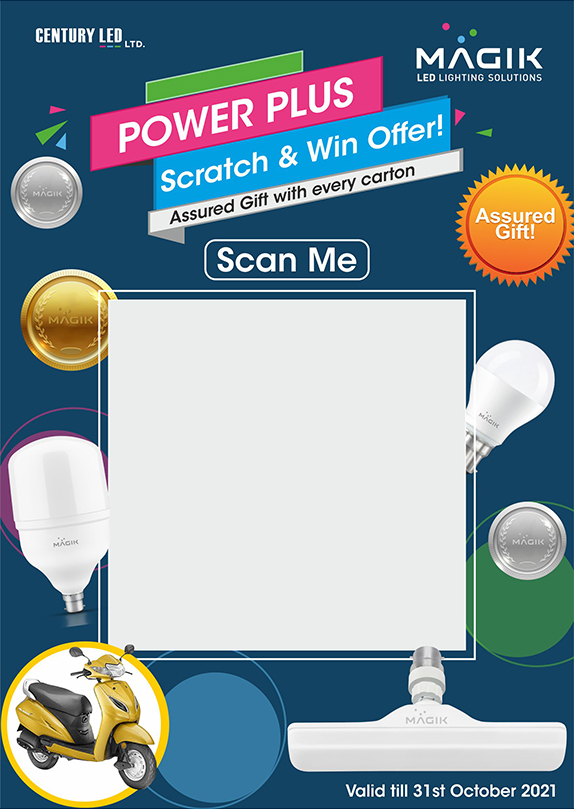 CENTURY LED LTD.
MAGIK
LED LIGHTING SOLUTIONS
POWER PLUS
Scratch & Win Offer!
Assured Gift with every carton
MAGIK
Assured
Gift!
Scan Me
MAGIK
MAGIK
MAGIK
MAGIK
MAGIK
Valid till 31st October 2021